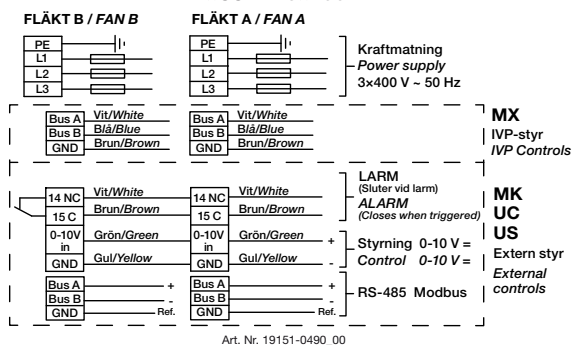 FLÄKT B / FAN B
FLÄKT A / FAN A
PE
L1
L2
L3
PE
L1
L2
L3
Kraftmatning
Power supply
3×400 V ~ 50 Hz
Bus A Vit/White
Bus B Blå/Blue
GND Brun/Brown
Bus A Vit/White
Bus B Blå/Blue
GND Brun/Brown
MX
IVP-styr
IVP Controls
14 NC Vit/White
15 C Brun/Brown
0-10V in Grön/Green
GND Gul/Yellow
14 NC Vit/White
15 C Brun/Brown
0-10V in Grön/Green +
GND Gul/Yellow -
LARM
(Sluter vid larm)
ALARM
(Closes when triggered)
Styrning 0-10 V =
Control 0-10 V =
MK
UC
US
Extern styr
External
controls
Bus A +
Bus B -
GND Ref.
Bus A +
Bus B -
GND Ref.
RS-485 Modbus
Art. Nr. 19151-0490_00